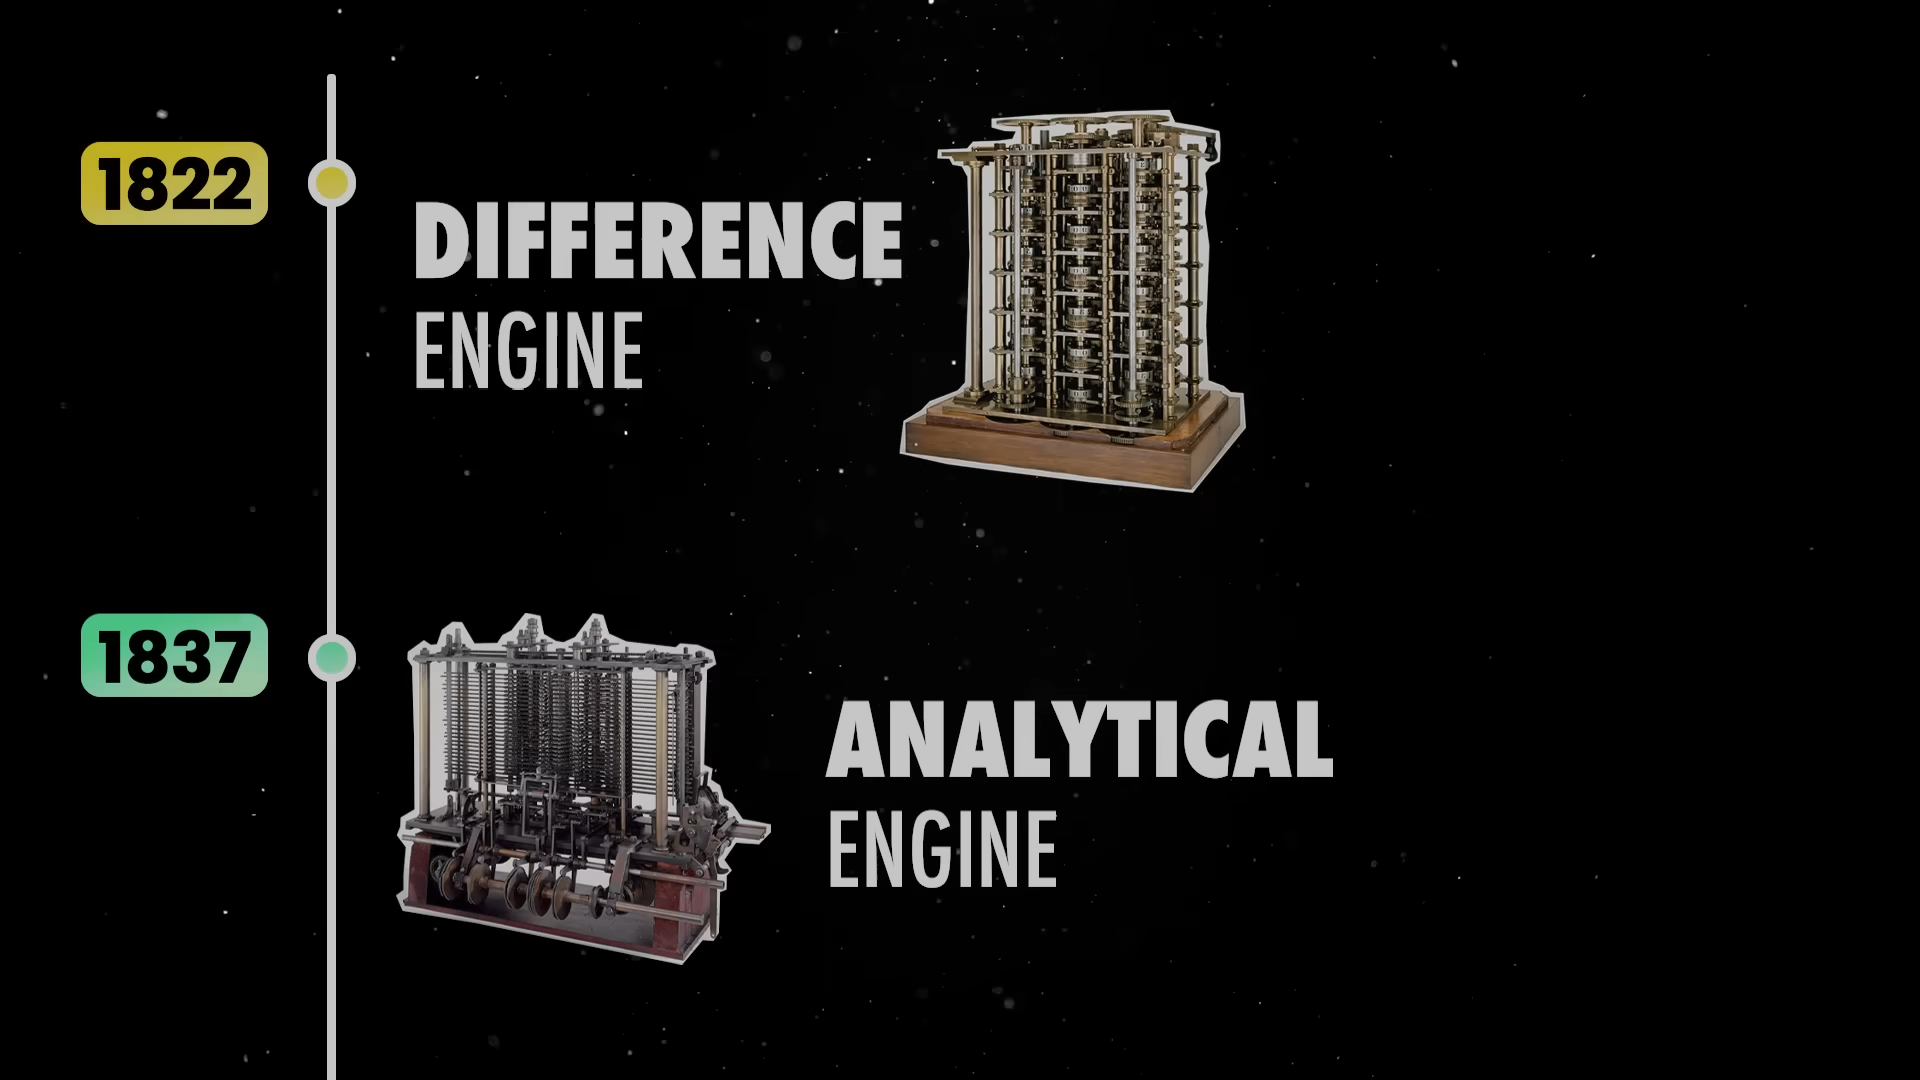 1822
DIFFERENCE
ENGINE
1837
ANALYTICAL
ENGINE